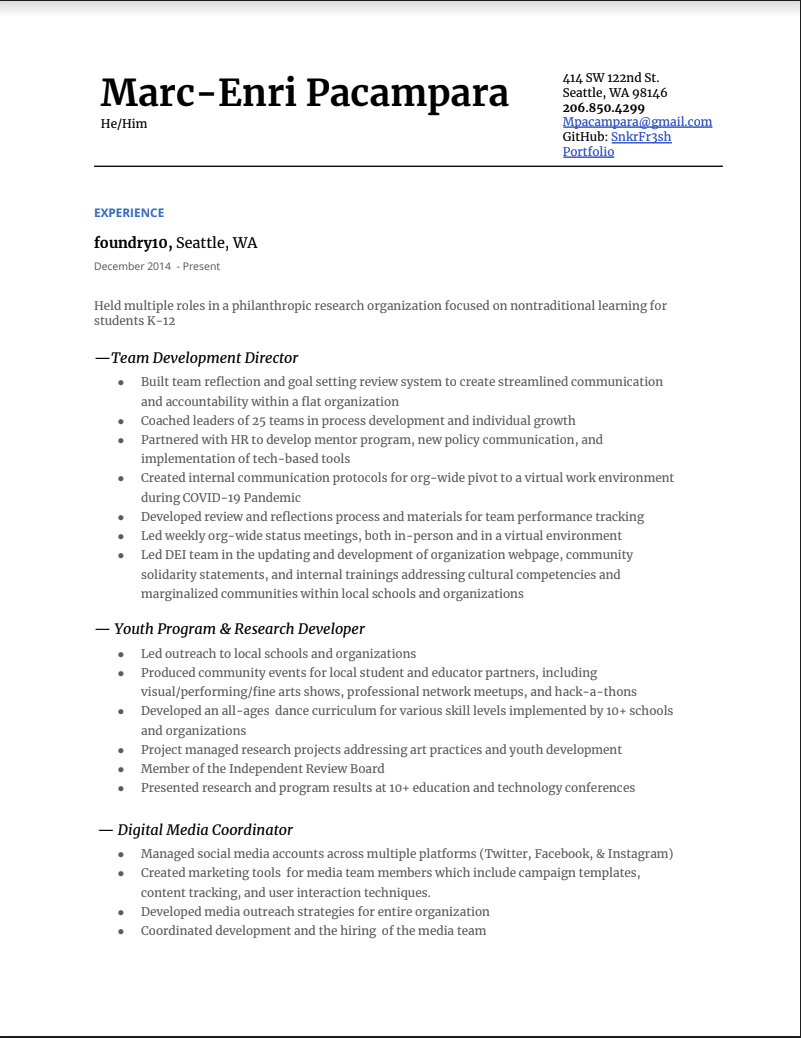 Marc-Enri Pacampara
He/Him
414 SW 122nd St.
Seattle, WA 98146
206.850.4299
Mpacampara@gmail.com
GitHub: SnkrFr3sh
Portfolio
EXPERIENCE
foundry10, Seattle, WA
December 2014  - Present
Held multiple roles in a philanthropic research organization focused on nontraditional learning for
students K-12
—Team Development Director
● Built team reflection and goal setting review system to create streamlined communication
and accountability within a flat organization
● Coached leaders of 25 teams in process development and individual growth
● Partnered with HR to develop mentor program, new policy communication, and
implementation of tech-based tools
● Created internal communication protocols for org-wide pivot to a virtual work environment
during COVID-19 Pandemic
● Developed review and reflections process and materials for team performance tracking
● Led weekly org-wide status meetings, both in-person and in a virtual environment
● Led DEI team in the updating and development of organization webpage, community
solidarity statements, and internal trainings addressing cultural competencies and
marginalized communities within local schools and organizations
— Youth Program & Research Developer
● Led outreach to local schools and organizations
● Produced community events for local student and educator partners, including
visual/performing/fine arts shows, professional network meetups, and hack-a-thons
● Developed an all-ages  dance curriculum for various skill levels implemented by 10+ schools
and organizations
● Project managed research projects addressing art practices and youth development
● Member of the Independent Review Board
● Presented research and program results at 10+ education and technology conferences
— Digital Media Coordinator
● Managed social media accounts across multiple platforms (Twitter, Facebook, & Instagram)
● Created marketing tools  for media team members which include campaign templates,
content tracking, and user interaction techniques.
● Developed media outreach strategies for entire organization
● Coordinated development and the hiring  of the media team